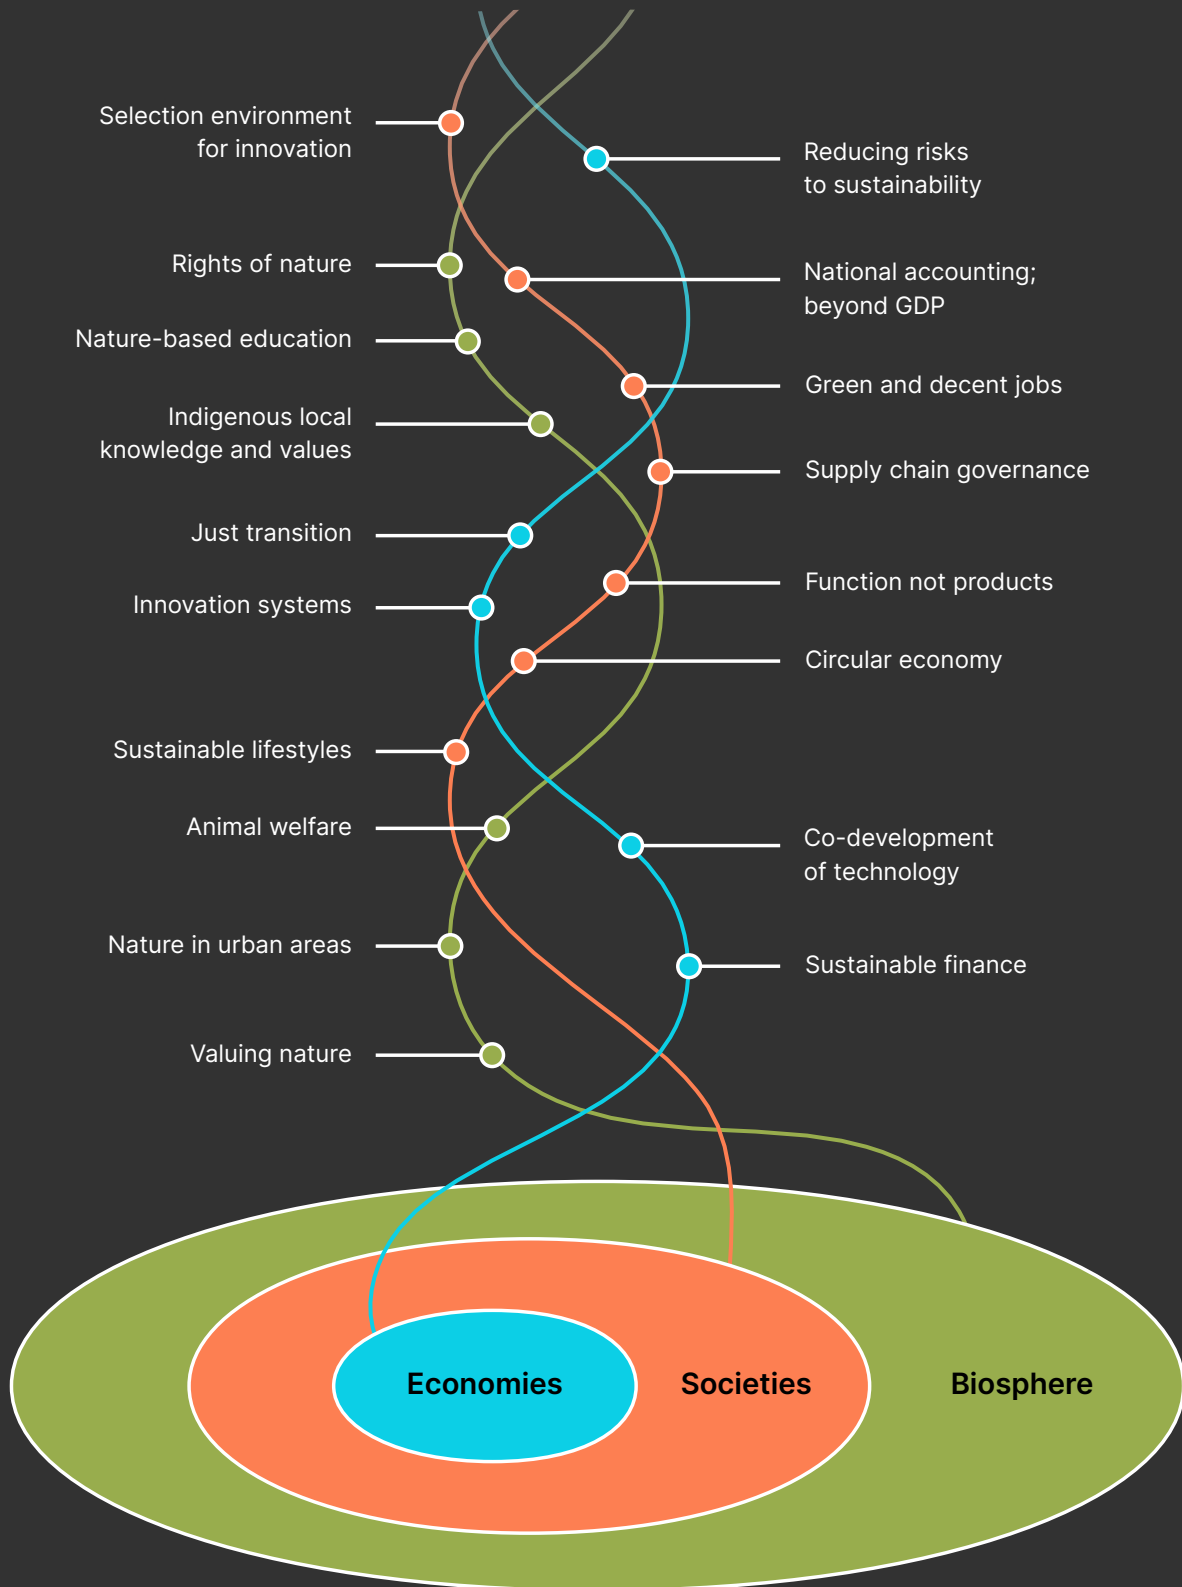 Selection environment
for innovation
Reducing risks
to sustainability
Rights of nature
National accounting;
beyond GDP
Nature-based education
Green and decent jobs
Indigenous local
knowledge and values
Supply chain governance
Just transition
Function not products
Innovation systems
Circular economy
Sustainable lifestyles
Animal welfare
Co-development
of technology
Nature in urban areas
Sustainable finance
Valuing nature
Economies
Societies
Biosphere